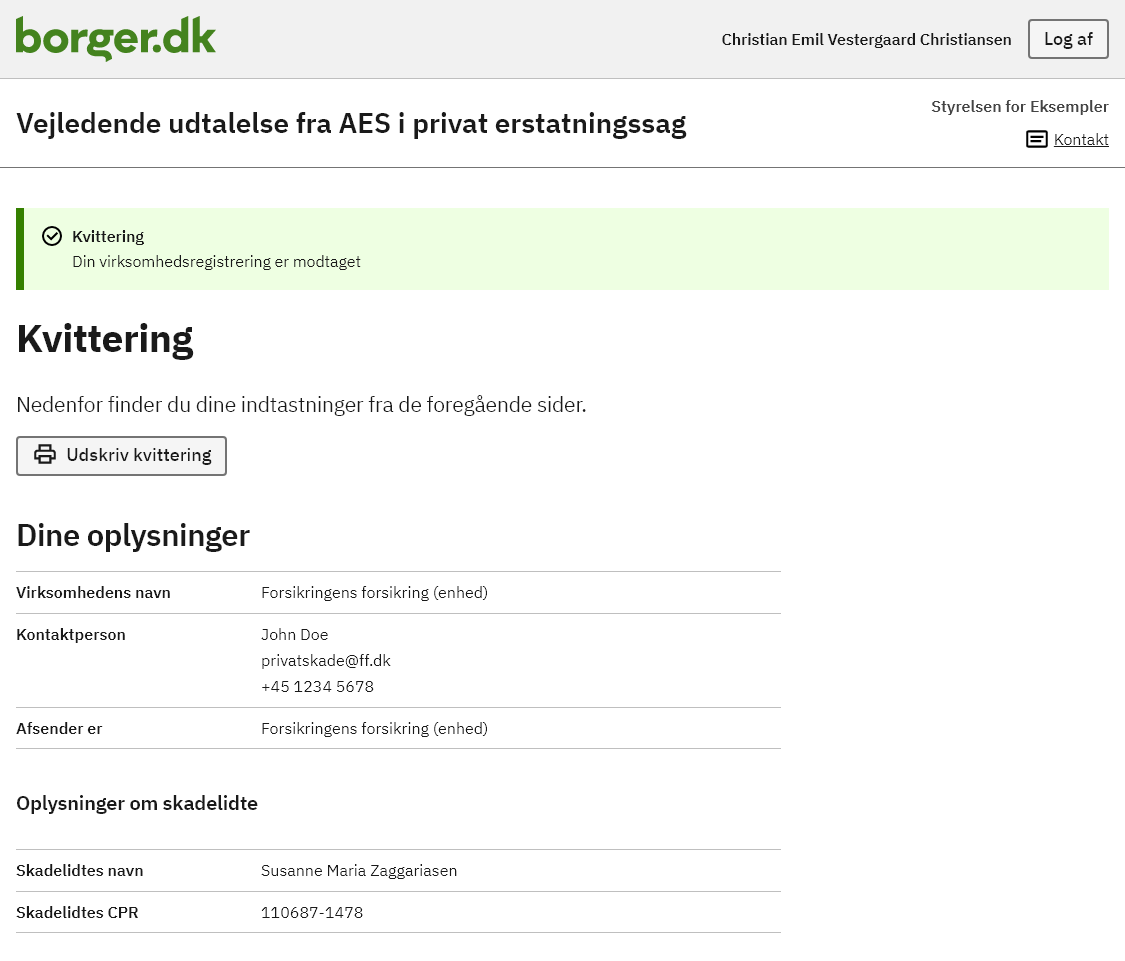 borger.dk
Christian Emil Vestergaard Christiansen
Log af
Vejledende udtalelse fra AES i privat erstatningssag
Styrelsen for Eksempler
Kontakt
Kvittering
Din virksomhedsregistrering er modtaget
Kvittering
Nedenfor finder du dine indtastninger fra de foregående sider.
Udskriv kvittering
Dine oplysninger
Virksomhedens navn Forsikringens forsikring (enhed)
Kontaktperson John Doe
privatskade@ff.dk
+45 1234 5678
Afsender er Forsikringens forsikring (enhed)
Oplysninger om skadelidte
Skadelidtes navn Susanne Maria Zaggariasen
Skadelidtes CPR 110687-1478